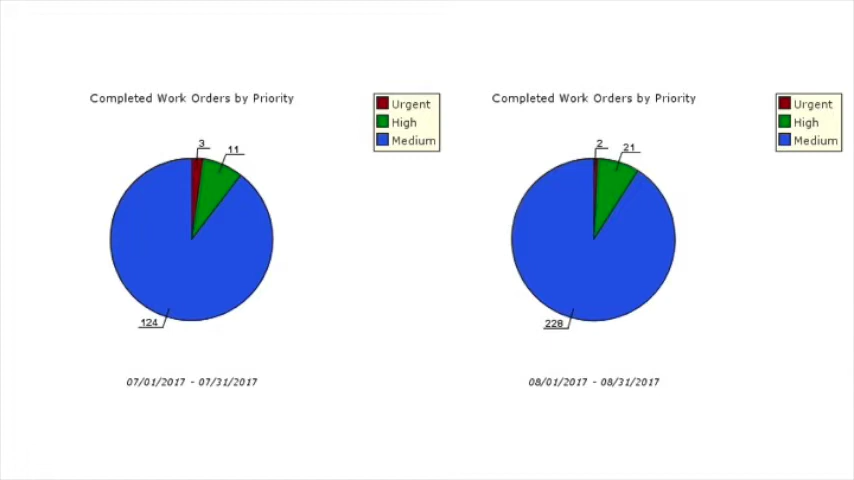 Completed Work Orders by Priority
Urgent
High
Medium
3
11
124
07/01/2017 - 07/31/2017
Completed Work Orders by Priority
Urgent
High
Medium
2
21
228
08/01/2017 - 08/31/2017